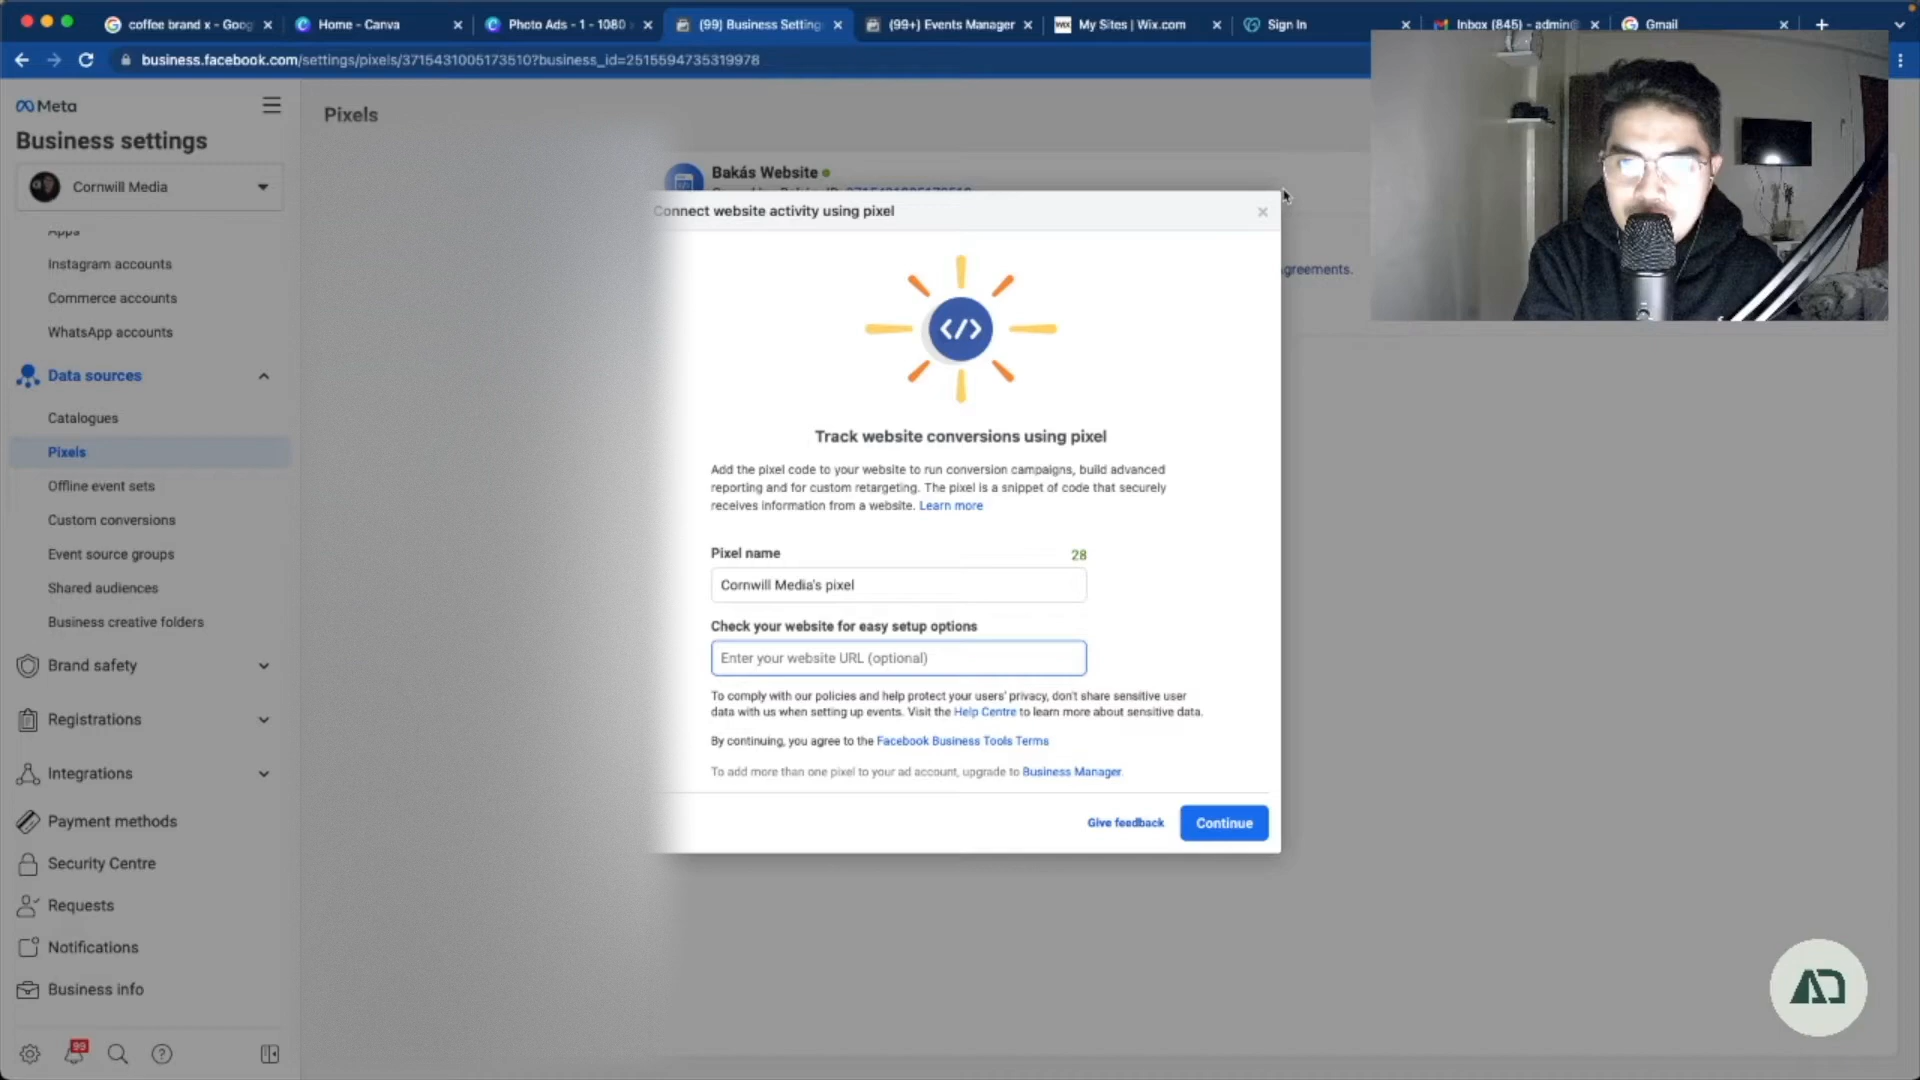 coffee brand x - Goog
Home - Canva
Photo Ads - 1 - 1080
(99) Business Setting
(99+) Events Manager
My Sites | Wix.com
Sign In
Inbox (845) - admin@
Gmail
business.facebook.com/settings/pixels/3715431005173510?business_id=2515594735319978
Meta
Business settings
Cornwill Media
Apps
Instagram accounts
Commerce accounts
WhatsApp accounts
Data sources
Catalogues
Pixels
Offline event sets
Custom conversions
Event source groups
Shared audiences
Business creative folders
Brand safety
Registrations
Integrations
Payment methods
Security Centre
Requests
Notifications
Business info
99
Pixels
Bakás Website
Connect website activity using pixel
greements.
Track website conversions using pixel
Add the pixel code to your website to run conversion campaigns, build advanced
reporting and for custom retargeting. The pixel is a snippet of code that securely
receives information from a website. Learn more
Pixel name 28
Cornwill Media's pixel
Check your website for easy setup options
Enter your website URL (optional)
To comply with our policies and help protect your users' privacy, don't share sensitive user
data with us when setting up events. Visit the Help Centre to learn more about sensitive data.
By continuing, you agree to the Facebook Business Tools Terms
To add more than one pixel to your ad account, upgrade to Business Manager.
Give feedback
Continue